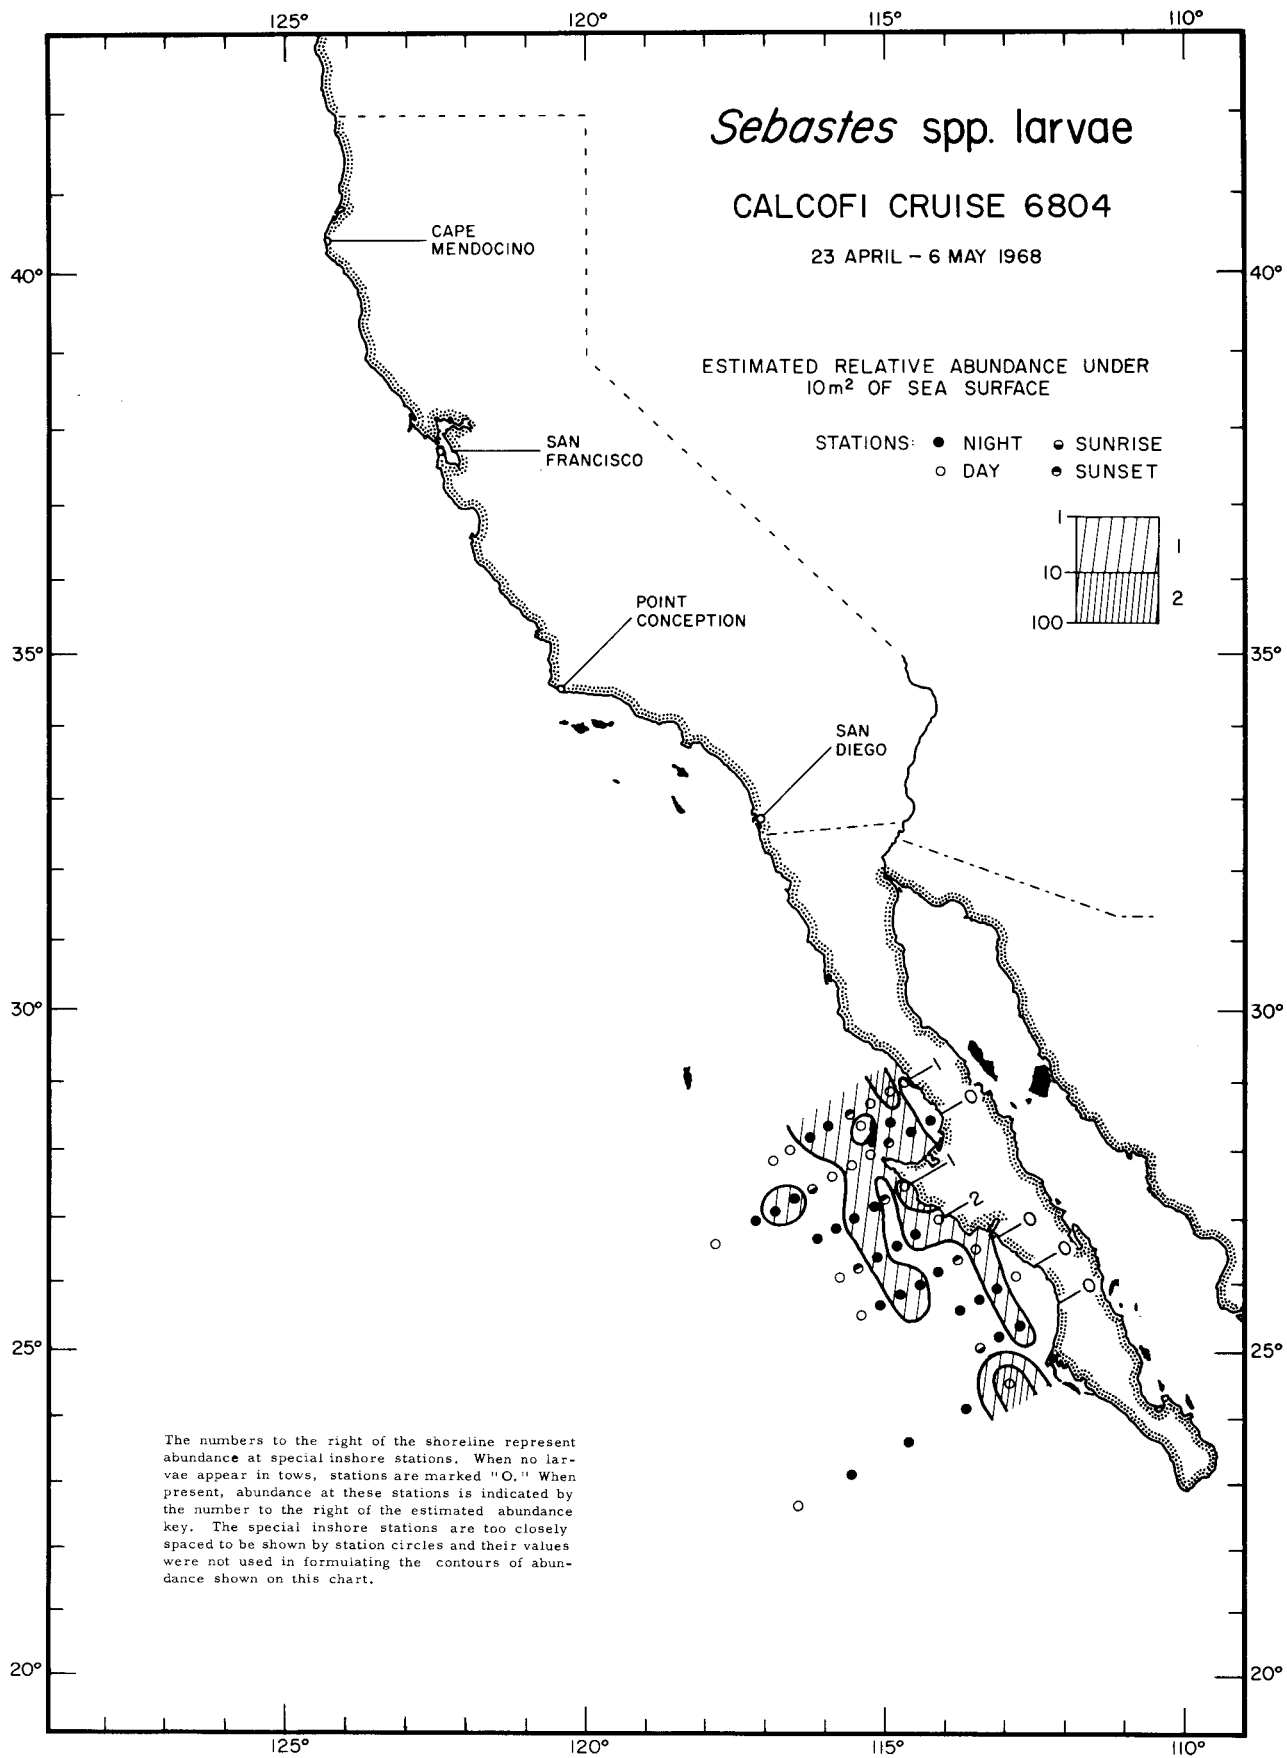 125° 120° 115° 110°
Sebastes spp. larvae
CALCOFI CRUISE 6804
23 APRIL – 6 MAY 1968
CAPE
MENDOCINO
40° 40°
ESTIMATED RELATIVE ABUNDANCE UNDER
10m² OF SEA SURFACE
STATIONS: ● NIGHT ◒ SUNRISE
○ DAY ◓ SUNSET
SAN
FRANCISCO
1
1
10
2
100
POINT
CONCEPTION
35° 35°
SAN
DIEGO
30° 30°
1
0
1
2
0
0
0
25° 25°
The numbers to the right of the shoreline represent
abundance at special inshore stations. When no lar-
vae appear in tows, stations are marked "O." When
present, abundance at these stations is indicated by
the number to the right of the estimated abundance
key. The special inshore stations are too closely
spaced to be shown by station circles and their values
were not used in formulating the contours of abun-
dance shown on this chart.
20° 20°
125° 120° 115° 110°